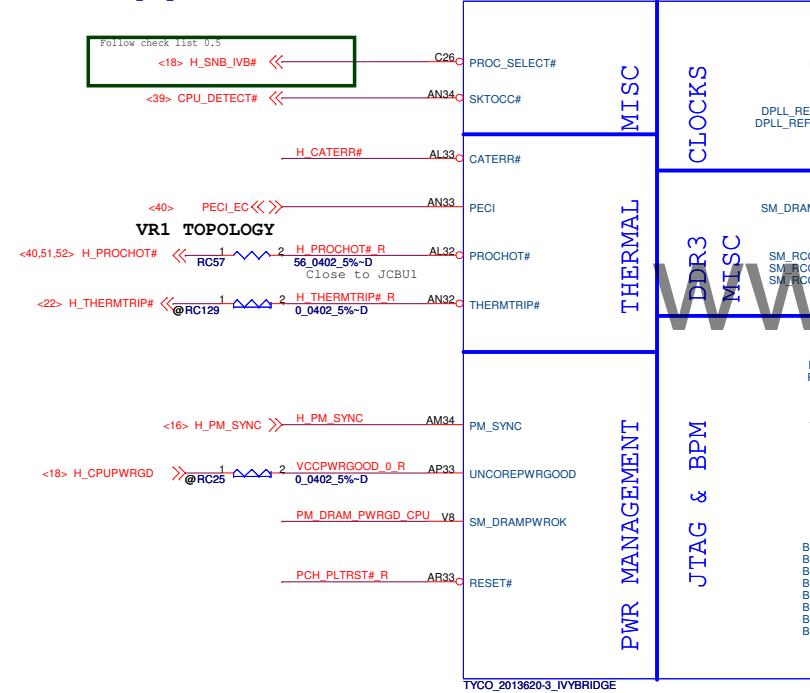 Follow check list 0.5
<18> H_SNB_IVB# C26 PROC_SELECT#
<39> CPU_DETECT# AN34 SKTOCC#
MISC
CLOCKS
DPLL_RE
DPLL_REF
H_CATERR# AL33 CATERR#
<40> PECI_EC AN33 PECI
SM_DRAM
VR1 TOPOLOGY
<40,51,52> H_PROCHOT# 1 2 H_PROCHOT#_R AL32 PROCHOT#
RC57 56_0402_5%~D
Close to JCBU1
<22> H_THERMTRIP# 1 2 H_THERMTRIP#_R AN32 THERMTRIP#
@RC129 0_0402_5%~D
THERMAL
DDR3
MISC
SM_RCO
SM_RCO
SM_RCO
<16> H_PM_SYNC H_PM_SYNC AM34 PM_SYNC
<18> H_CPUPWRGD 1 2 VCCPWRGOOD_0_R AP33 UNCOREPWRGOOD
@RC25 0_0402_5%~D
PM_DRAM_PWRGD_CPU V8 SM_DRAMPWROK
PCH_PLTRST#_R AR33 RESET#
PWR MANAGEMENT
JTAG & BPM
B
B
B
B
B
B
B
B
TYCO_2013620-3_IVYBRIDGE